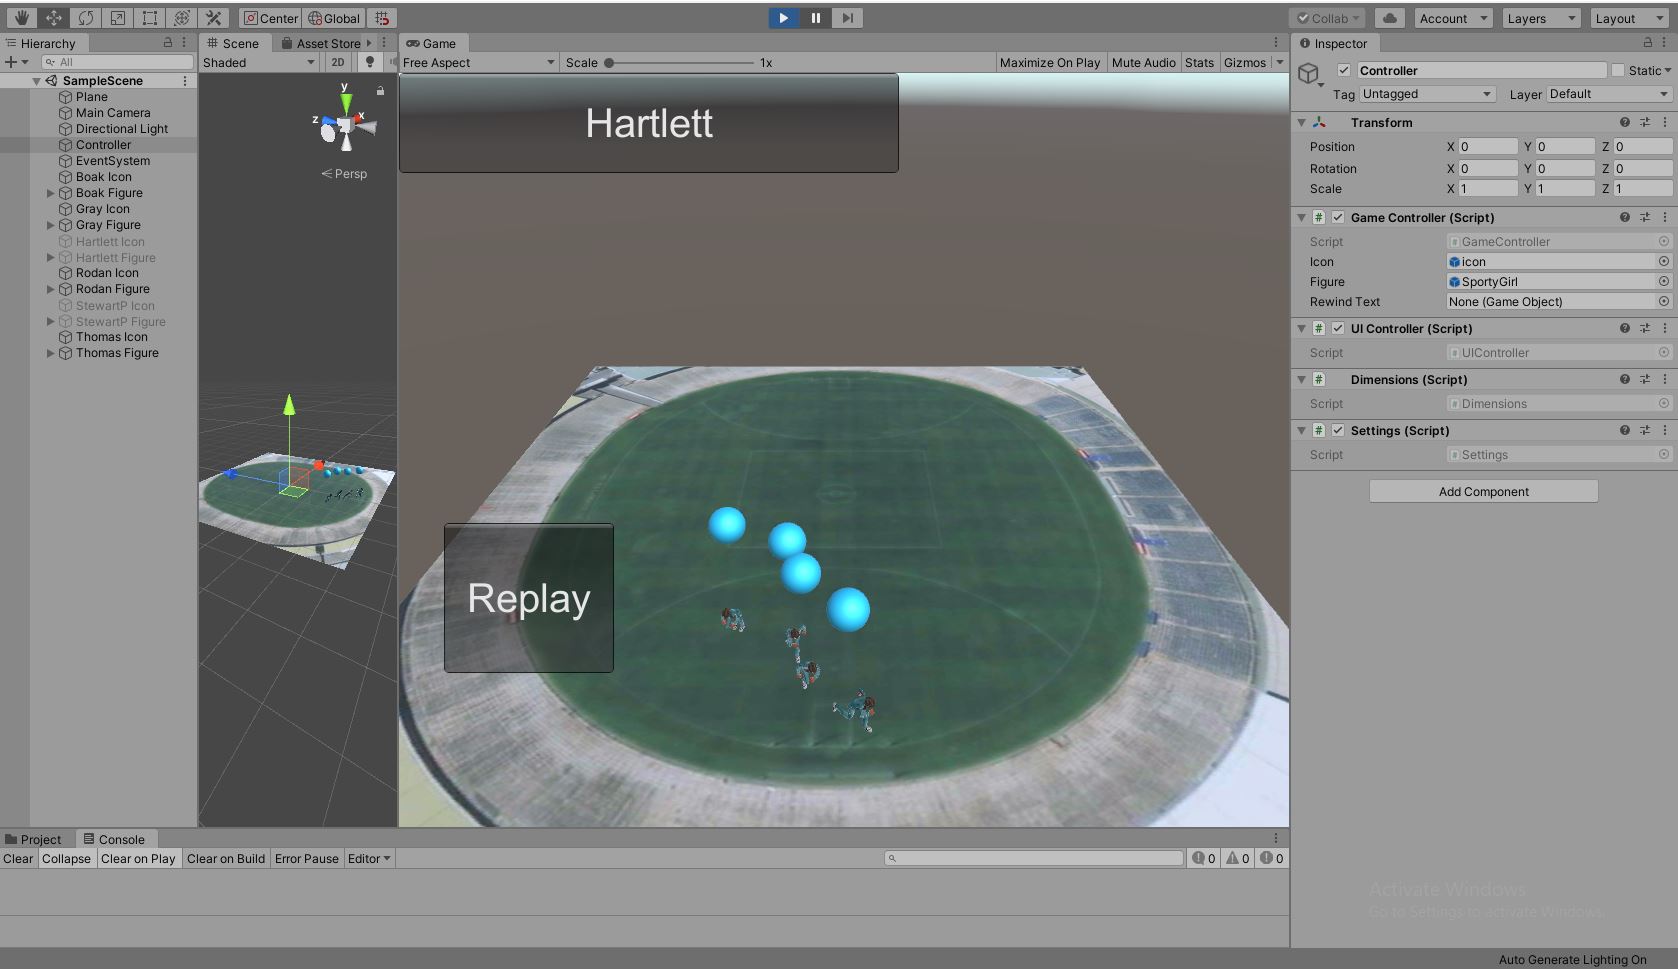 Center Global Collab Account Layers Layout
Hierarchy
All
SampleScene
Plane
Main Camera
Directional Light
Controller
EventSystem
Boak Icon
Boak Figure
Gray Icon
Gray Figure
Hartlett Icon
Hartlett Figure
Rodan Icon
Rodan Figure
StewartP Icon
StewartP Figure
Thomas Icon
Thomas Figure
Scene Asset Store
Shaded 2D
y
x
z
Persp
Game
Free Aspect Scale 1x Maximize On Play Mute Audio Stats Gizmos
Hartlett
Replay
Inspector
Controller Static
Tag Untagged Layer Default
Transform
Position X 0 Y 0 Z 0
Rotation X 0 Y 0 Z 0
Scale X 1 Y 1 Z 1
# Game Controller (Script)
Script GameController
Icon icon
Figure SportyGirl
Rewind Text None (Game Object)
# UI Controller (Script)
Script UIController
# Dimensions (Script)
Script Dimensions
# Settings (Script)
Script Settings
Add Component
Project Console
Clear Collapse Clear on Play Clear on Build Error Pause Editor 0 0 0
Activate Windows
Go to Settings to activate Windows.
Auto Generate Lighting On